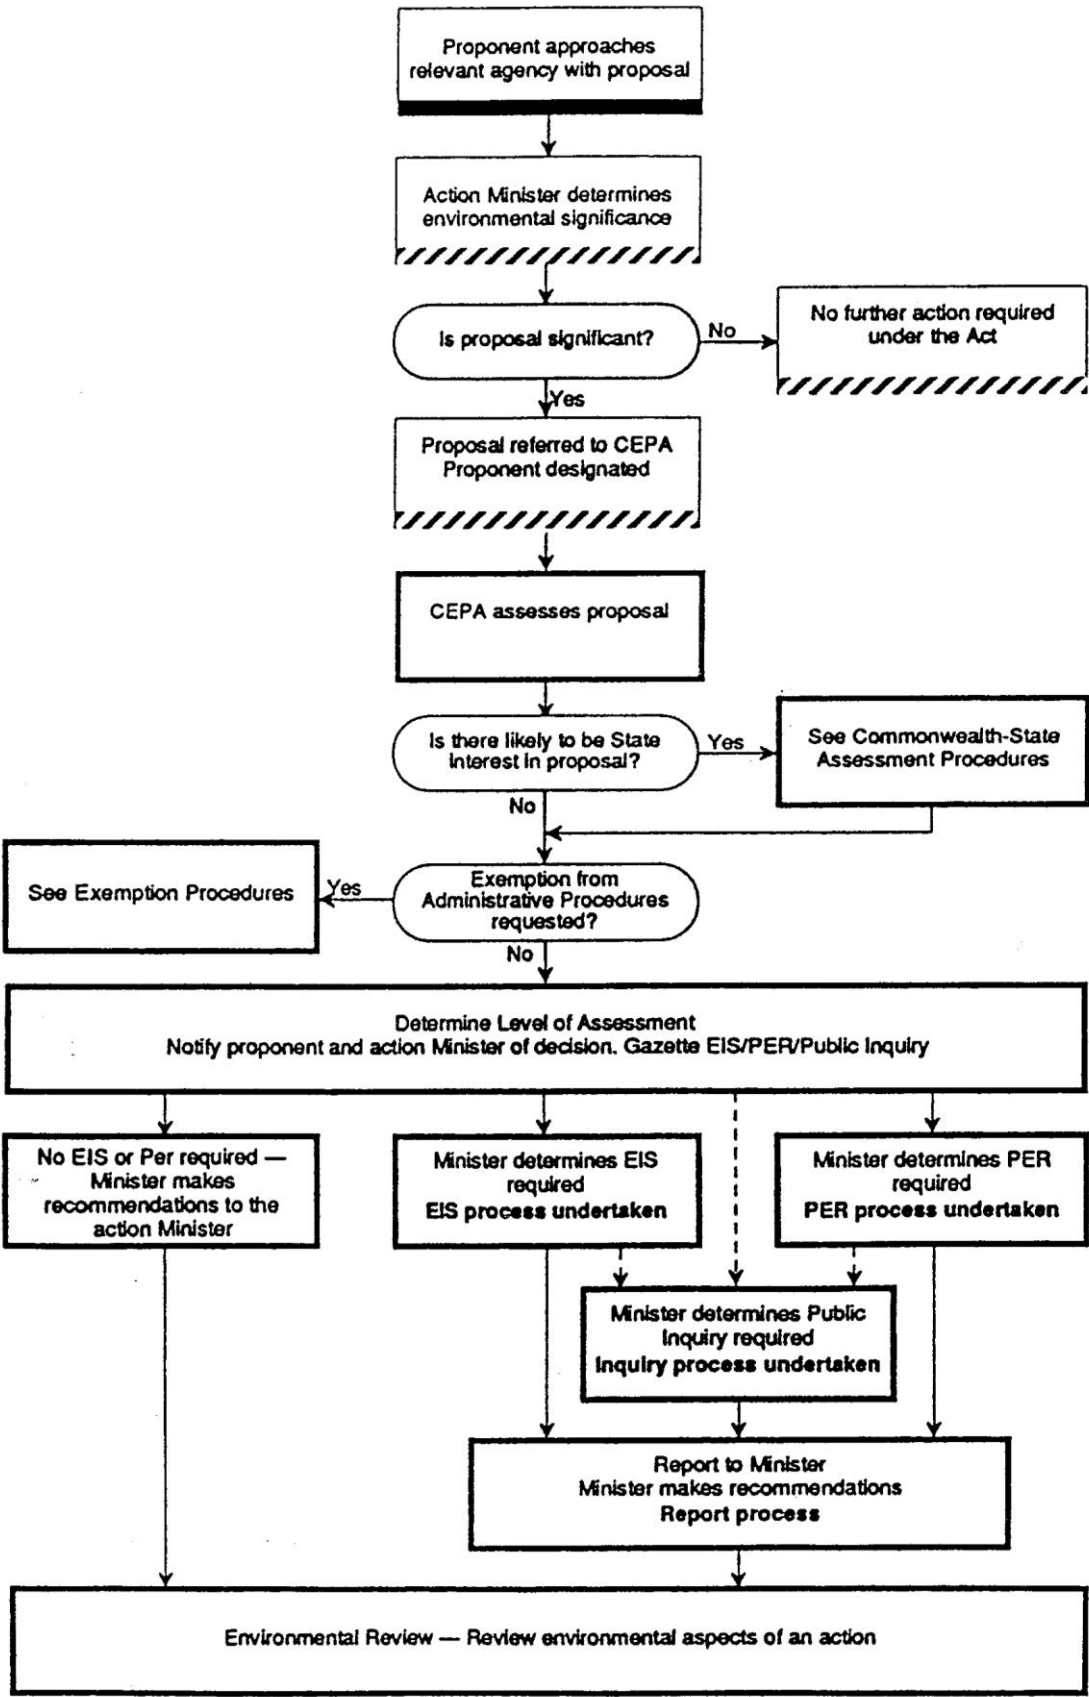 Proponent approaches
relevant agency with proposal
Action Minister determines
environmental significance
Is proposal significant?
No
No further action required
under the Act
Yes
Proposal referred to CEPA
Proponent designated
CEPA assesses proposal
Is there likely to be State
Interest in proposal?
Yes
See Commonwealth-State
Assessment Procedures
No
Exemption from
Administrative Procedures
requested?
Yes
See Exemption Procedures
No
Determine Level of Assessment
Notify proponent and action Minister of decision. Gazette EIS/PER/Public Inquiry
No EIS or Per required —
Minister makes
recommendations to the
action Minister
Minister determines EIS
required
EIS process undertaken
Minister determines PER
required
PER process undertaken
Minister determines Public
Inquiry required
Inquiry process undertaken
Report to Minister
Minister makes recommendations
Report process
Environmental Review — Review environmental aspects of an action